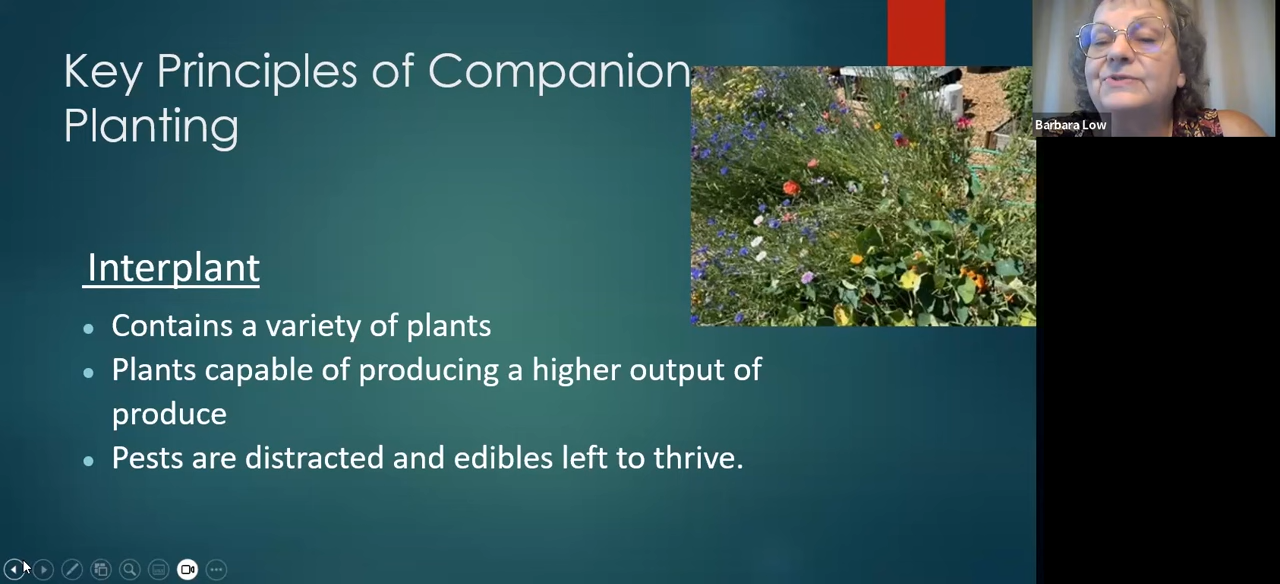 Key Principles of Companion
Planting
Interplant
Contains a variety of plants
Plants capable of producing a higher output of
produce
Pests are distracted and edibles left to thrive.
Barbara Low